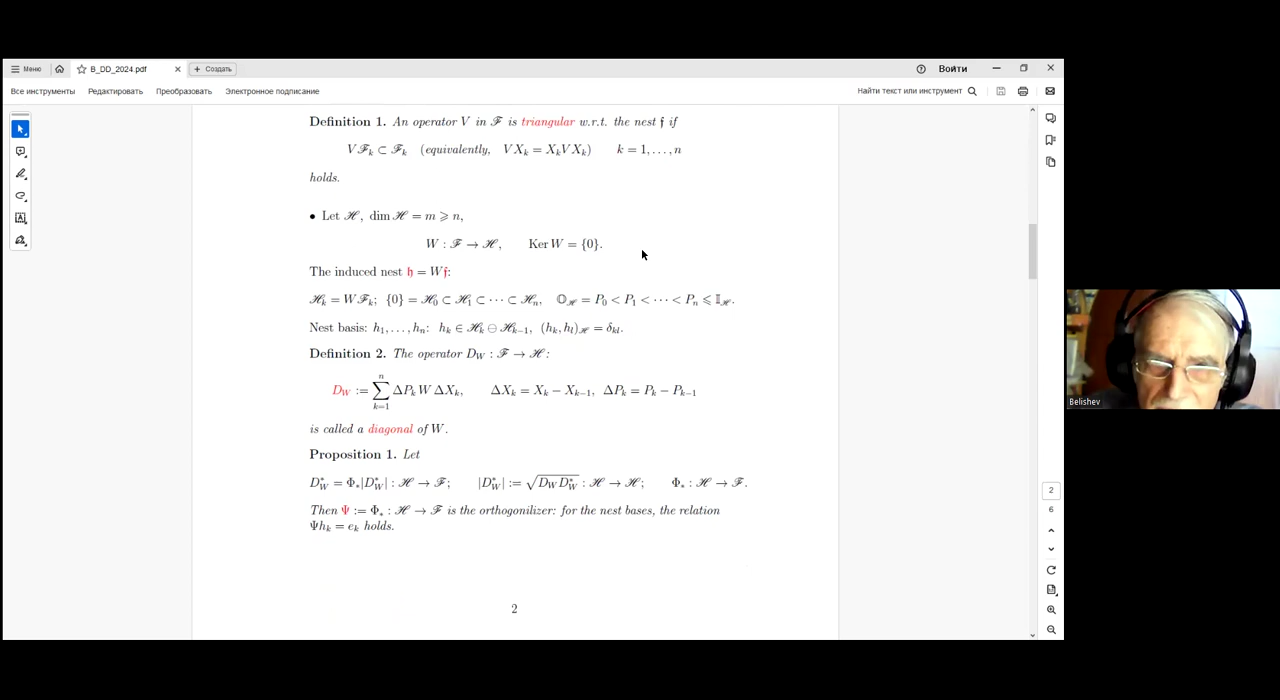 Меню
B_DD_2024.pdf
Создать
Войти
Все инструменты
Редактировать
Преобразовать
Электронное подписание
Найти текст или инструмент
Definition 1. An operator V in ℱ is triangular w.r.t. the nest 𝔣 if
Vℱ_k ⊂ ℱ_k (equivalently, VX_k = X_kVX_k) k = 1, . . . , n
holds.
• Let ℋ, dim ℋ = m ⩾ n,
W : ℱ → ℋ, Ker W = {0}.
The induced nest 𝔥 = W𝔣:
ℋ_k = Wℱ_k; {0} = ℋ_0 ⊂ ℋ_1 ⊂ · · · ⊂ ℋ_n, 𝕆_ℋ = P_0 < P_1 < · · · < P_n ⩽ 𝕀_ℋ.
Nest basis: h_1, . . . , h_n: h_k ∈ ℋ_k ⊖ ℋ_{k−1}, (h_k, h_l)_ℋ = δ_{kl}.
Definition 2. The operator D_W : ℱ → ℋ:
D_W := ∑_{k=1}^{n} ΔP_k W ΔX_k, ΔX_k = X_k − X_{k−1}, ΔP_k = P_k − P_{k−1}
is called a diagonal of W.
Proposition 1. Let
D*_W = Φ_*|D*_W| : ℋ → ℱ; |D*_W| := √(D_W D*_W) : ℋ → ℋ; Φ_* : ℋ → ℱ.
Then Ψ := Φ_* : ℋ → ℱ is the orthogonilizer: for the nest bases, the relation
Ψh_k = e_k holds.
2
2
6
Belishev